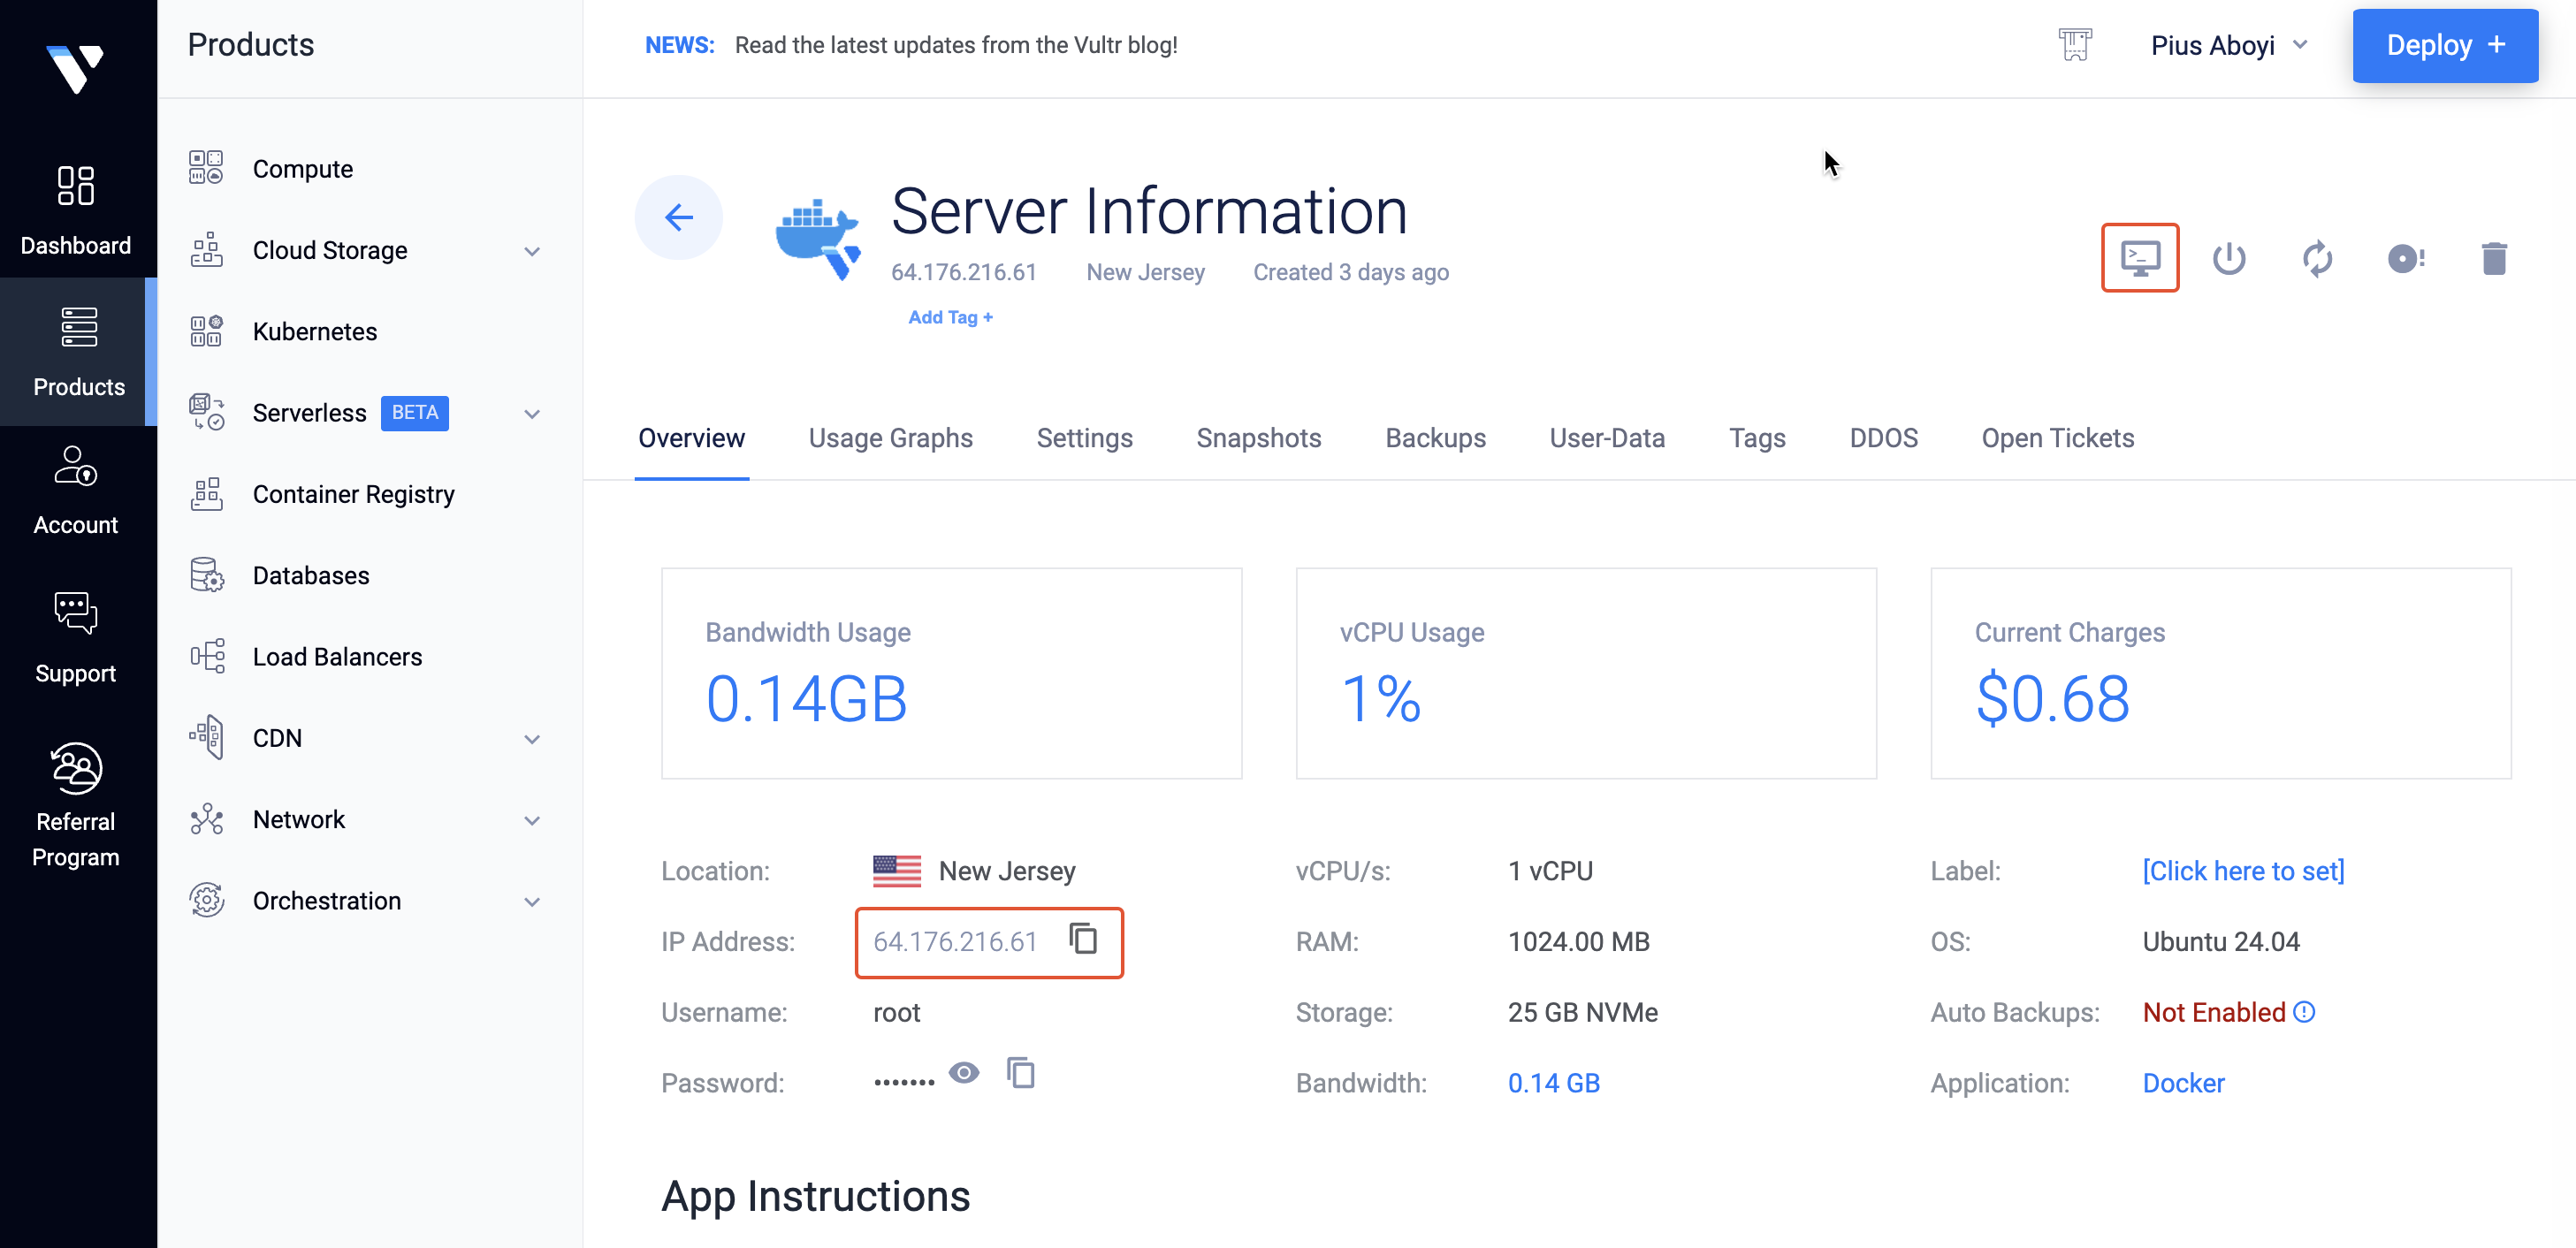 Products
NEWS: Read the latest updates from the Vultr blog!
Pius Aboyi
Deploy +
Dashboard
Products
Account
Support
Referral
Program
Compute
Cloud Storage
Kubernetes
Serverless BETA
Container Registry
Databases
Load Balancers
CDN
Network
Orchestration
Server Information
64.176.216.61 New Jersey Created 3 days ago
Add Tag +
Overview Usage Graphs Settings Snapshots Backups User-Data Tags DDOS Open Tickets
Bandwidth Usage
0.14GB
vCPU Usage
1%
Current Charges
$0.68
Location: New Jersey
IP Address: 64.176.216.61
Username: root
Password: •••••••
vCPU/s: 1 vCPU
RAM: 1024.00 MB
Storage: 25 GB NVMe
Bandwidth: 0.14 GB
Label: [Click here to set]
OS: Ubuntu 24.04
Auto Backups: Not Enabled
Application: Docker
App Instructions